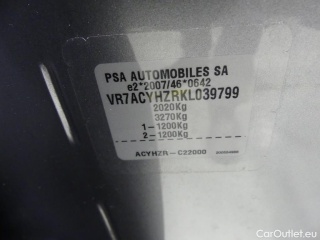 PSA AUTOMOBILES SA
e2*2007/46*0642
VR7ACYHZRKL039799
2020Kg
3270Kg
1-1200Kg
2-1200Kg
ACYHZR-C22000
CarOutlet.eu